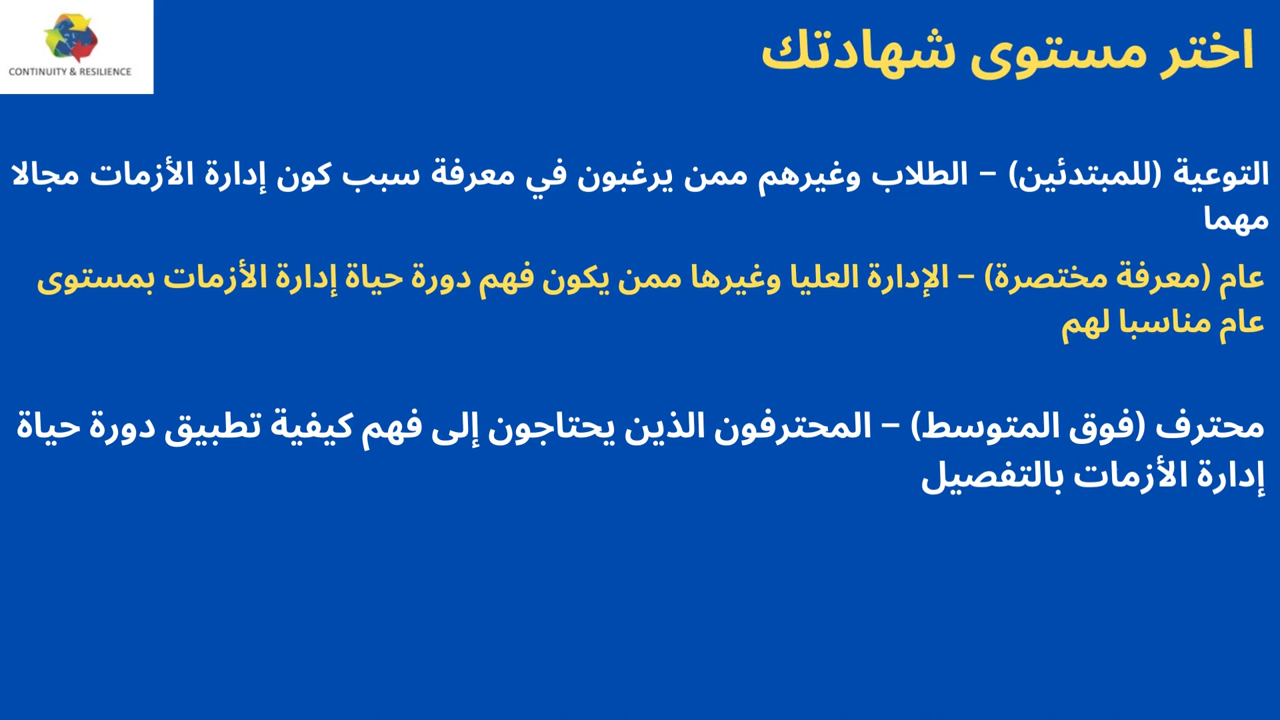 CONTINUITY & RESILIENCE
اختر مستوى شهادتك
التوعية (للمبتدئين) – الطلاب وغيرهم ممن يرغبون في معرفة سبب كون إدارة الأزمات مجالا
مهما
عام (معرفة مختصرة) – الإدارة العليا وغيرها ممن يكون فهم دورة حياة إدارة الأزمات بمستوى
عام مناسبا لهم
محترف (فوق المتوسط) – المحترفون الذين يحتاجون إلى فهم كيفية تطبيق دورة حياة
إدارة الأزمات بالتفصيل